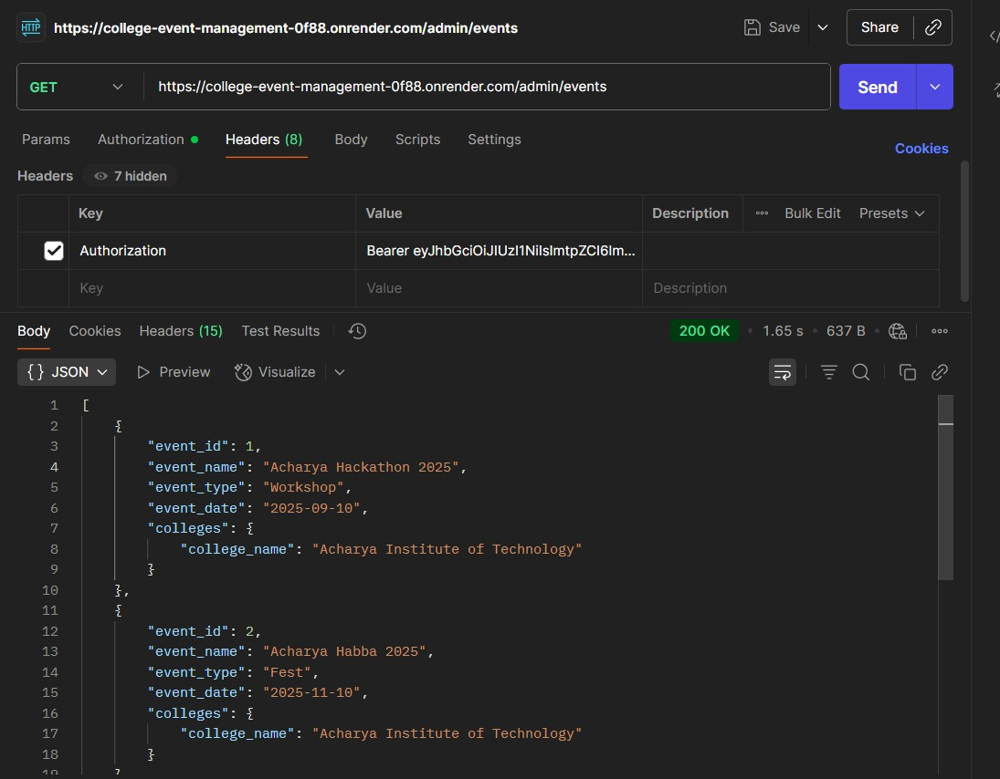 HTTP https://college-event-management-0f88.onrender.com/admin/events Save Share
GET https://college-event-management-0f88.onrender.com/admin/events Send
Params Authorization Headers (8) Body Scripts Settings Cookies
Headers 7 hidden
Key Value Description Bulk Edit Presets
Authorization Bearer eyJhbGciOiJIUzI1NiIsImtpZCI6Im...
Key Value Description
Body Cookies Headers (15) Test Results 200 OK • 1.65 s • 637 B
{} JSON Preview Visualize
1 [
2 {
3 "event_id": 1,
4 "event_name": "Acharya Hackathon 2025",
5 "event_type": "Workshop",
6 "event_date": "2025-09-10",
7 "colleges": {
8 "college_name": "Acharya Institute of Technology"
9 }
10 },
11 {
12 "event_id": 2,
13 "event_name": "Acharya Habba 2025",
14 "event_type": "Fest",
15 "event_date": "2025-11-10",
16 "colleges": {
17 "college_name": "Acharya Institute of Technology"
18 }
19 }